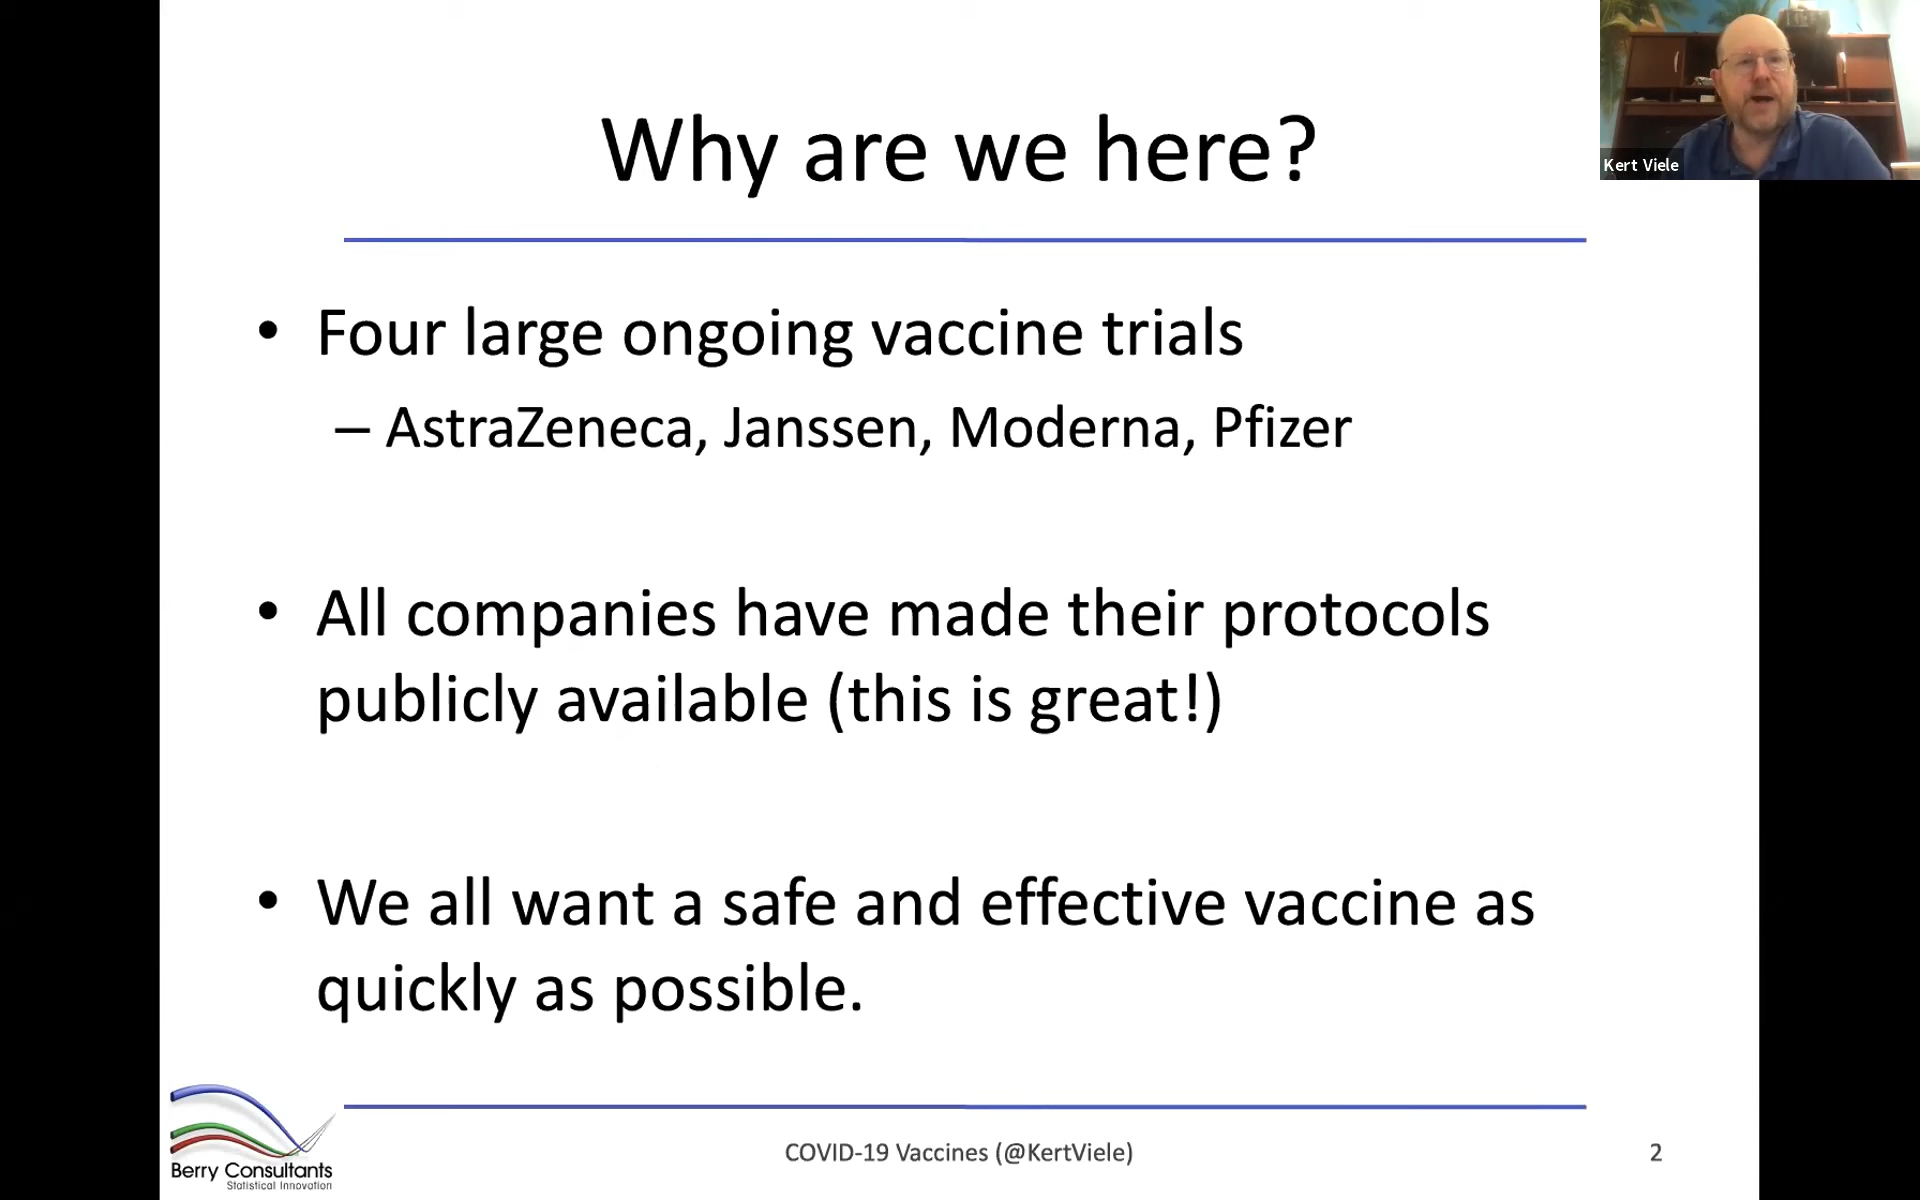 Why are we here?
Kert Viele
• Four large ongoing vaccine trials
– AstraZeneca, Janssen, Moderna, Pfizer
• All companies have made their protocols
publicly available (this is great!)
• We all want a safe and effective vaccine as
quickly as possible.
Berry Consultants
Statistical Innovation
COVID-19 Vaccines (@KertViele)
2